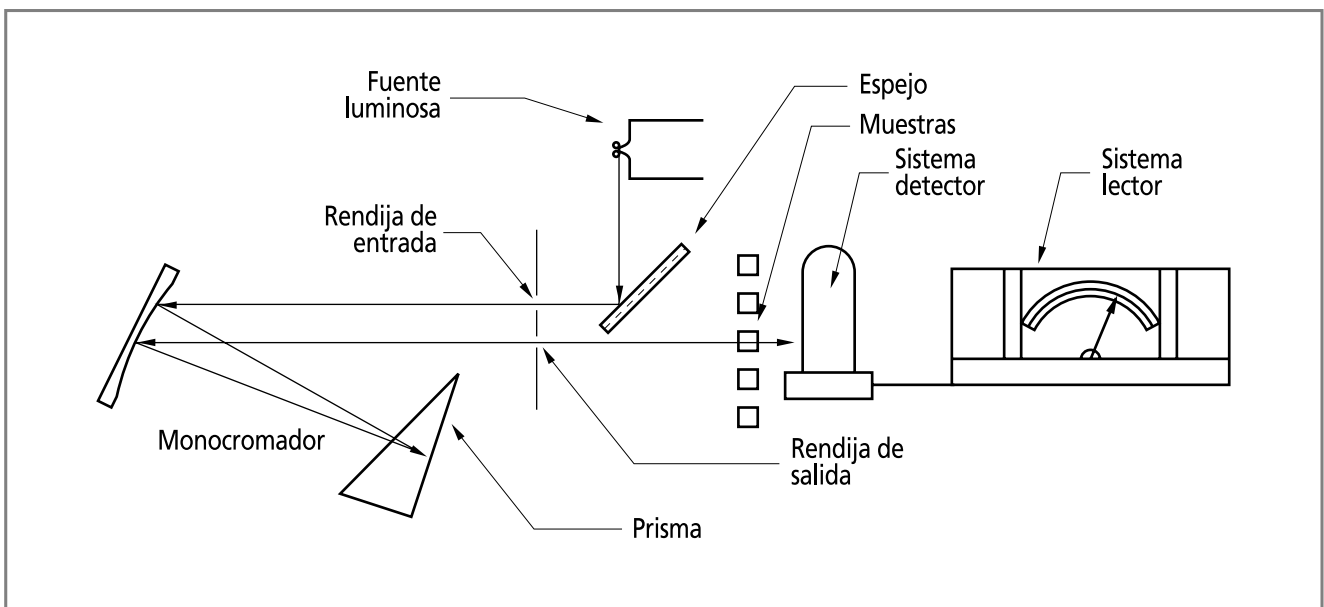 Fuente
luminosa
Espejo
Muestras
Sistema
detector
Sistema
lector
Rendija de
entrada
Monocromador
Rendija de
salida
Prisma